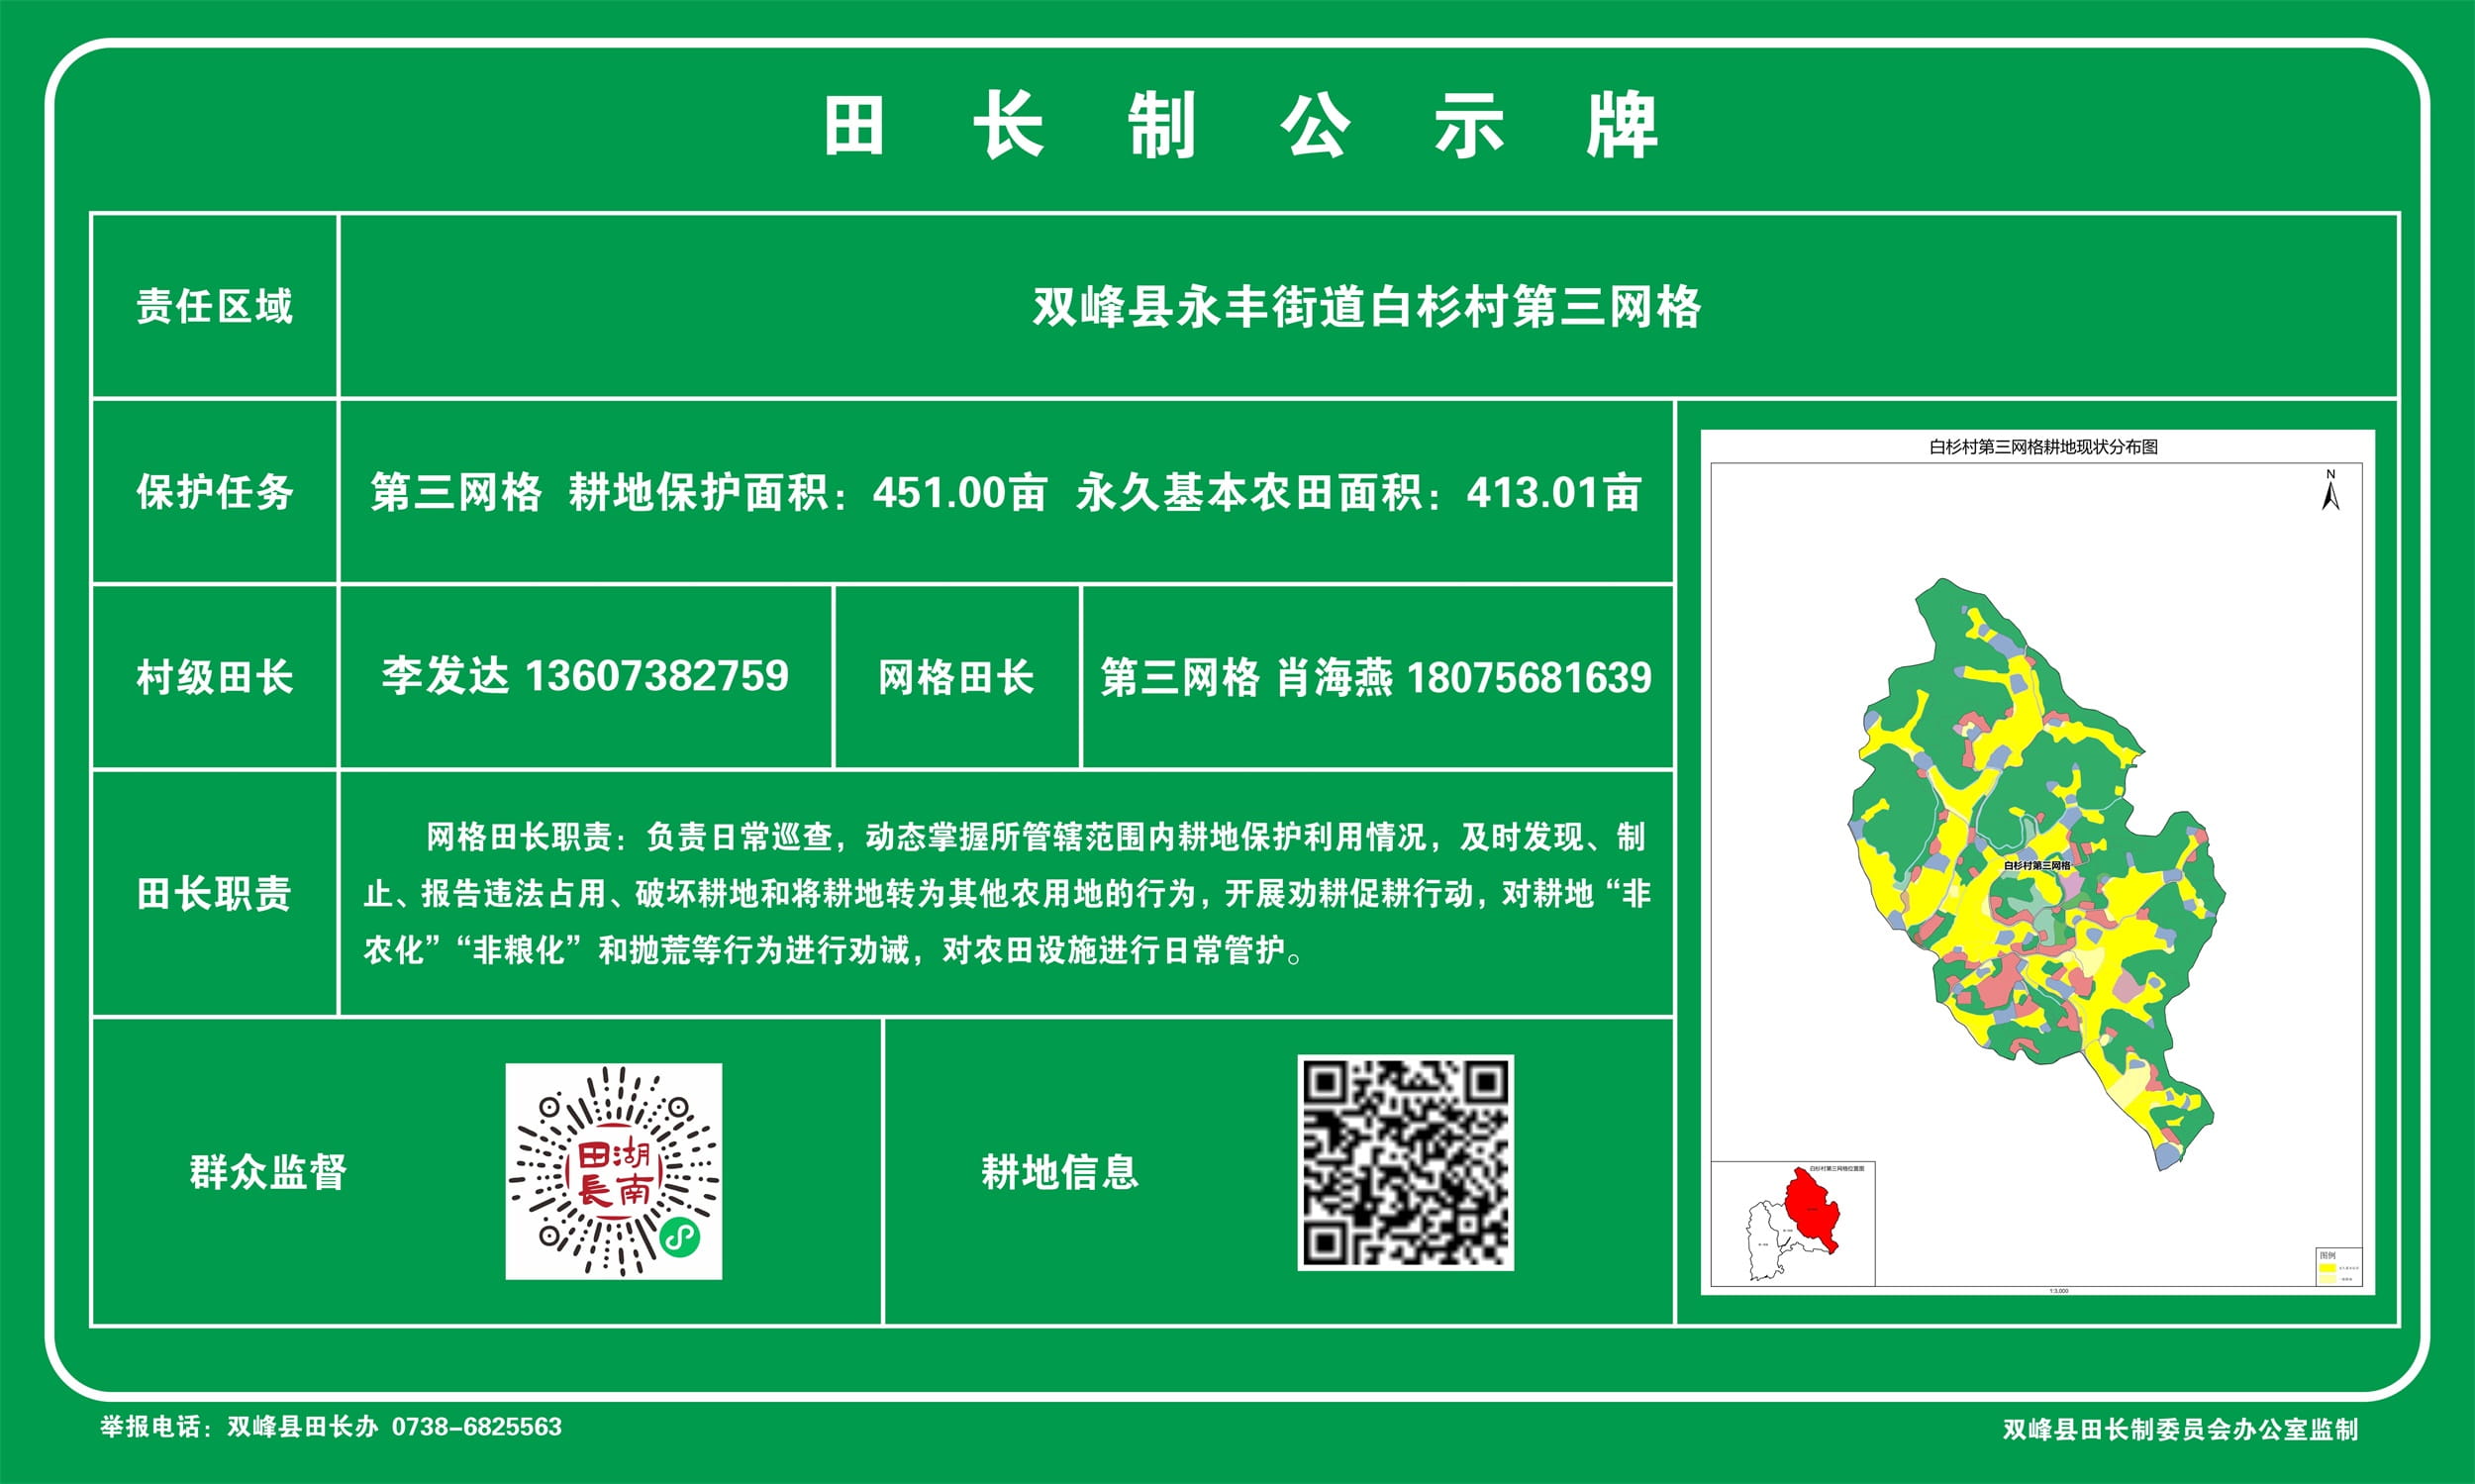 田长制公示牌
责任区域
双峰县永丰街道白杉村第三网格
保护任务
第三网格 耕地保护面积：451.00亩 永久基本农田面积：413.01亩
村级田长
李发达 13607382759
网格田长
第三网格 肖海燕 18075681639
田长职责
网格田长职责：负责日常巡查，动态掌握所管辖范围内耕地保护利用情况，及时发现、制
止、报告违法占用、破坏耕地和将耕地转为其他农用地的行为，开展劝耕促耕行动，对耕地“非
农化”“非粮化”和抛荒等行为进行劝诫，对农田设施进行日常管护。
群众监督
田湖
長南
耕地信息
白杉村第三网格耕地现状分布图
N
白杉村第三网格
白杉村第三网格位置图
图例
1:3,000
举报电话：双峰县田长办 0738-6825563
双峰县田长制委员会办公室监制